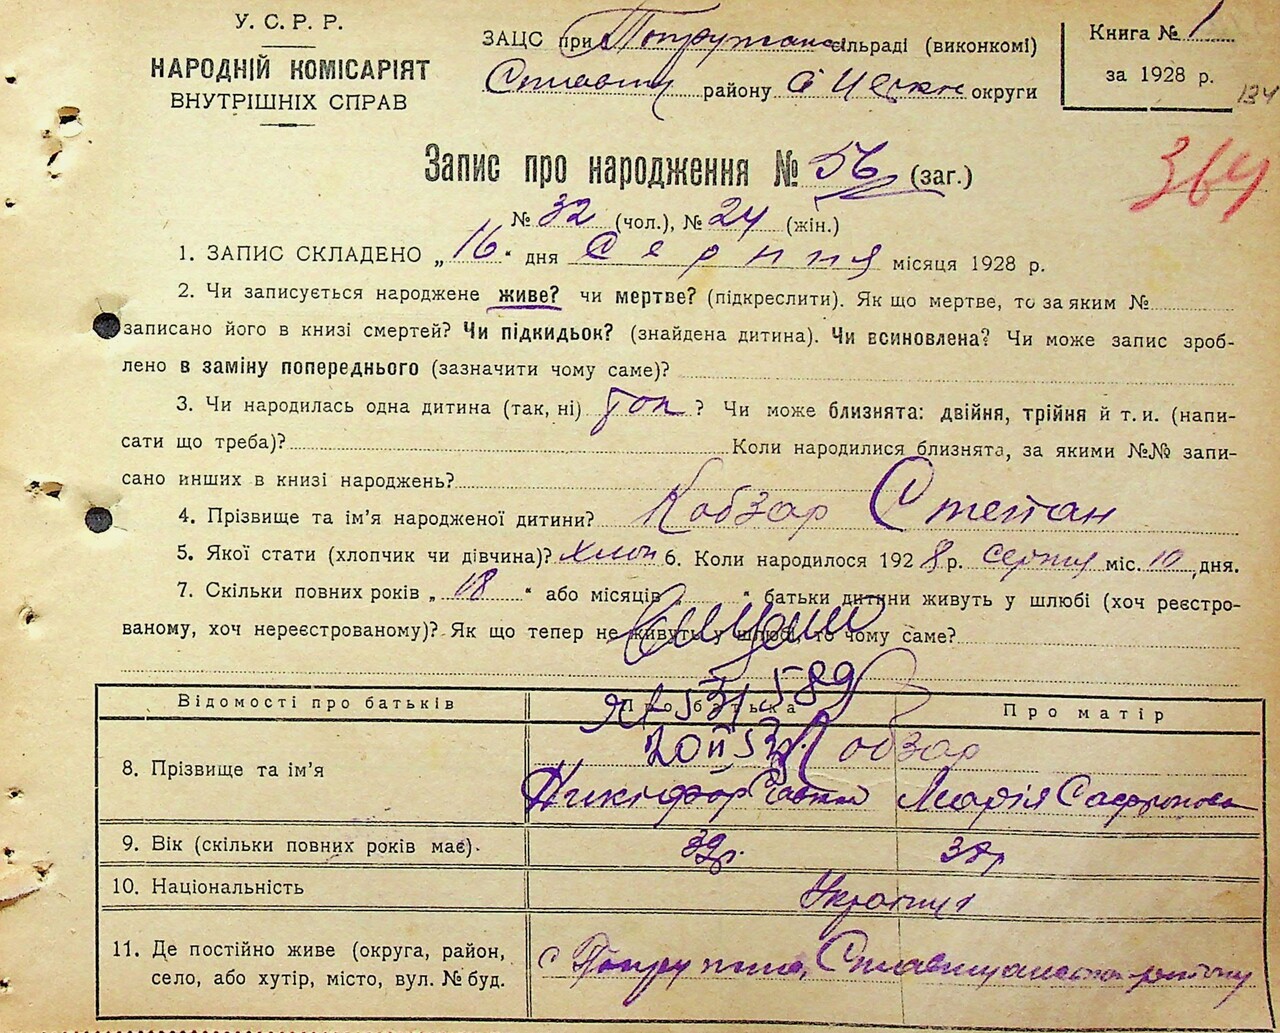 У. С. Р. Р.
НАРОДНІЙ КОМІСАРІЯТ
ВНУТРІШНІХ СПРАВ
ЗАЦС при сільраді (виконкомі)
району округи
Книга № 1
за 1928 р.
134
364
Запис про народження № 56 (заг.)
№ 32 (чол.), № 24 (жін.)
1. ЗАПИС СКЛАДЕНО „16“ дня Серпня місяця 1928 р.
2. Чи записується народжене живе? чи мертве? (підкреслити). Як що мертве, то за яким №
записано його в книзі смертей? Чи підкидьок? (знайдена дитина). Чи всиновлена? Чи може запис зроб-
лено в заміну попереднього (зазначити чому саме)?
3. Чи народилась одна дитина (так, ні) так ? Чи може близнята: двійня, трійня й т. и. (напи-
сати що треба)? Коли народилися близнята, за якими №№ запи-
сано инших в книзі народжень?
4. Прізвище та ім'я народженої дитини? Кобзар Степан
5. Якої стати (хлопчик чи дівчина)? хлоп 6. Коли народилося 1928 р. серпня міс. 10 дня.
7. Скільки повних років „18“ або місяців „ “ батьки дитини живуть у шлюбі (хоч реєстро-
ваному, хоч нереєстрованому)? Як що тепер не живуть у шлюбі, то чому саме?
589
Відомості про батьків Про батька Про матір
8. Прізвище та ім'я Кобзар
Никифор Марія Сафронова
9. Вік (скільки повних років має). 39р.
10. Національність Українці
11. Де постійно живе (округа, район,
село, або хутір, місто, вул. № буд. с